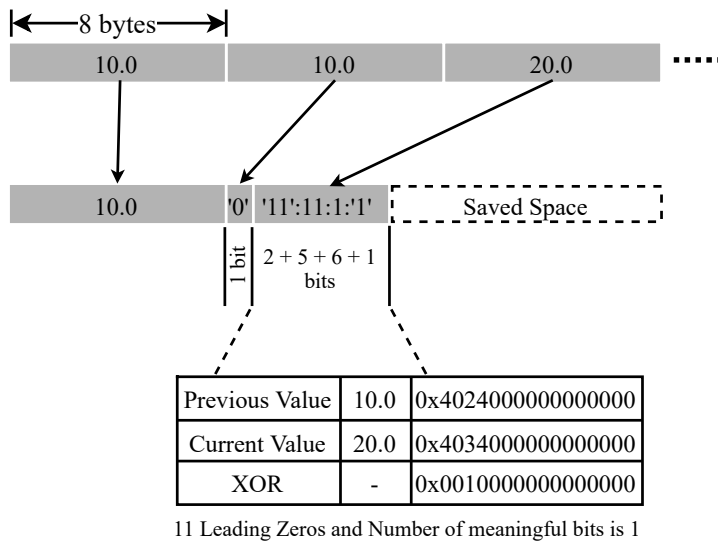 8 bytes
10.0 10.0 20.0
10.0 '0' '11':11:1:'1' Saved Space
1 bit
2 + 5 + 6 + 1
bits
Previous Value 10.0 0x4024000000000000
Current Value 20.0 0x4034000000000000
XOR - 0x0010000000000000
11 Leading Zeros and Number of meaningful bits is 1